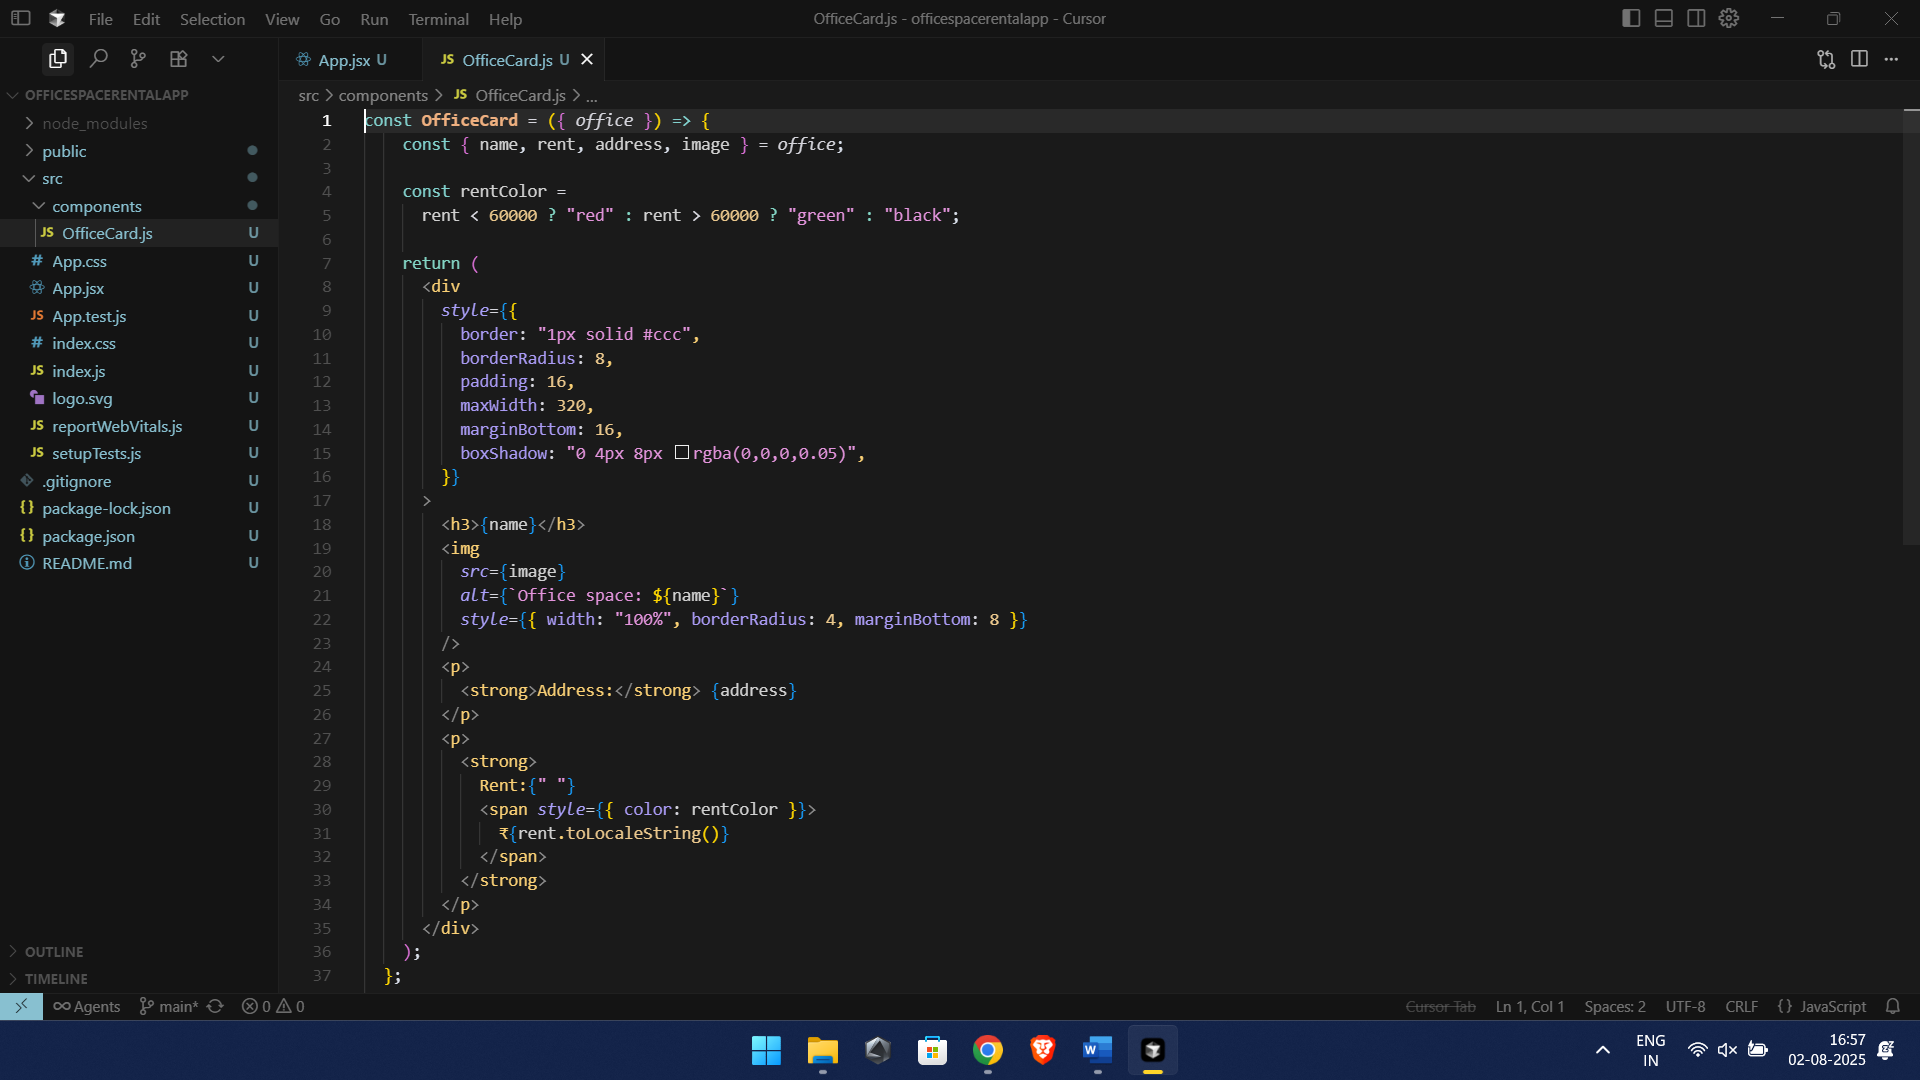 File Edit Selection View Go Run Terminal Help
OfficeCard.js - officespacerentalapp - Cursor
OFFICESPACERENTALAPP
node_modules
public
src
components
JS OfficeCard.js U
# App.css U
App.jsx U
JS App.test.js U
# index.css U
JS index.js U
logo.svg U
JS reportWebVitals.js U
JS setupTests.js U
.gitignore U
{} package-lock.json U
{} package.json U
README.md U
OUTLINE
TIMELINE
App.jsx U
JS OfficeCard.js U
src > components > JS OfficeCard.js > ...
1 const OfficeCard = ({ office }) => {
2 const { name, rent, address, image } = office;
3
4 const rentColor =
5 rent < 60000 ? "red" : rent > 60000 ? "green" : "black";
6
7 return (
8 <div
9 style={{
10 border: "1px solid #ccc",
11 borderRadius: 8,
12 padding: 16,
13 maxWidth: 320,
14 marginBottom: 16,
15 boxShadow: "0 4px 8px rgba(0,0,0,0.05)",
16 }}
17 >
18 <h3>{name}</h3>
19 <img
20 src={image}
21 alt={`Office space: ${name}`}
22 style={{ width: "100%", borderRadius: 4, marginBottom: 8 }}
23 />
24 <p>
25 <strong>Address:</strong> {address}
26 </p>
27 <p>
28 <strong>
29 Rent:{" "}
30 <span style={{ color: rentColor }}>
31 ₹{rent.toLocaleString()}
32 </span>
33 </strong>
34 </p>
35 </div>
36 );
37 };
Agents main* 0 0
Cursor Tab Ln 1, Col 1 Spaces: 2 UTF-8 CRLF {} JavaScript
ENG
IN
16:57
02-08-2025